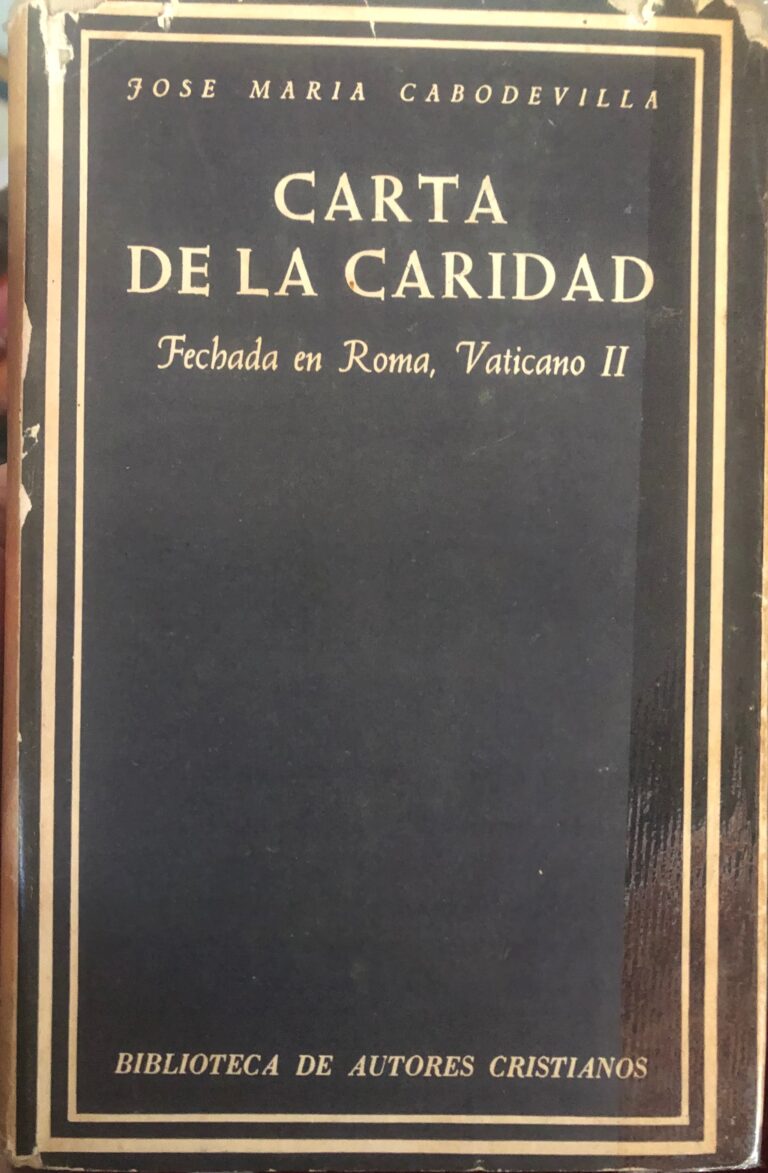 JOSE MARIA CABODEVILLA
CARTA
DE LA CARIDAD
Fechada en Roma, Vaticano II
BIBLIOTECA DE AUTORES CRISTIANOS